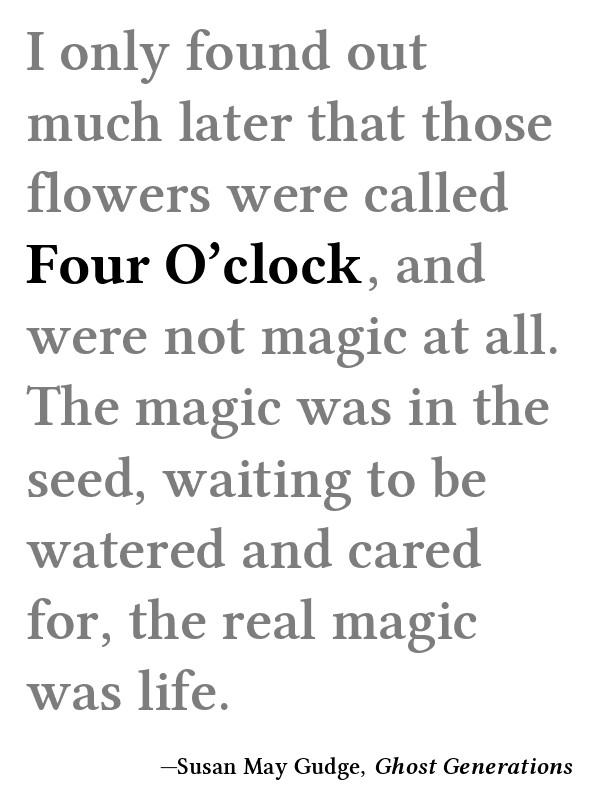 I only found out
much later that those
flowers were called
Four O’clock, and
were not magic at all.
The magic was in the
seed, waiting to be
watered and cared
for, the real magic
was life.
—Susan May Gudge, Ghost Generations